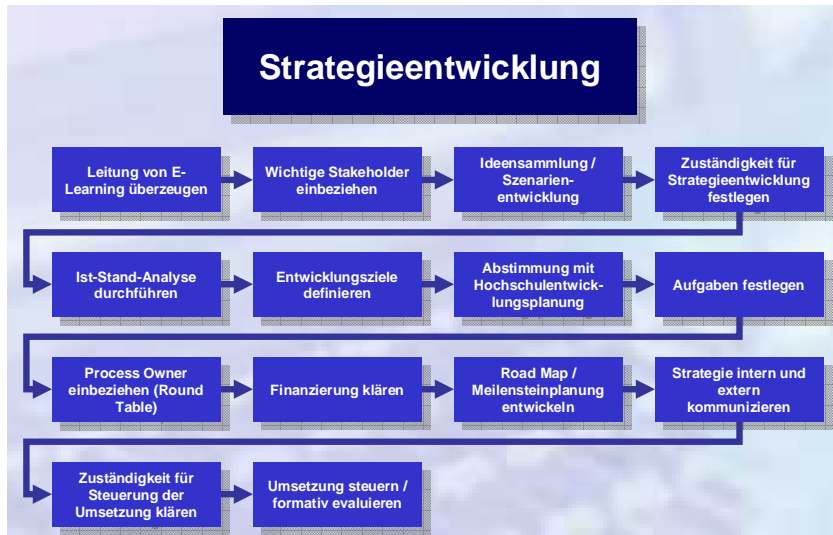 Strategieentwicklung
Leitung von E-
Learning überzeugen
Wichtige Stakeholder
einbeziehen
Ideensammlung /
Szenarien-
entwicklung
Zuständigkeit für
Strategieentwicklung
festlegen
Ist-Stand-Analyse
durchführen
Entwicklungsziele
definieren
Abstimmung mit
Hochschulentwick-
lungsplanung
Aufgaben festlegen
Process Owner
einbeziehen (Round
Table)
Finanzierung klären
Road Map /
Meilensteinplanung
entwickeln
Strategie intern und
extern
kommunizieren
Zuständigkeit für
Steuerung der
Umsetzung klären
Umsetzung steuern /
formativ evaluieren